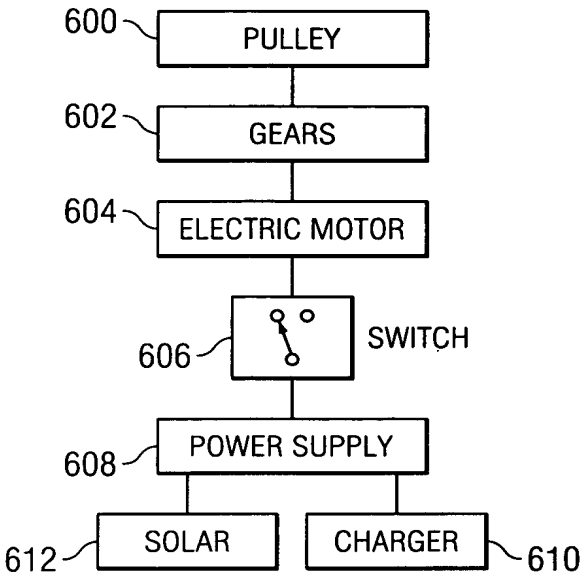 600
PULLEY
602
GEARS
604
ELECTRIC MOTOR
606
SWITCH
608
POWER SUPPLY
612
SOLAR
CHARGER
610